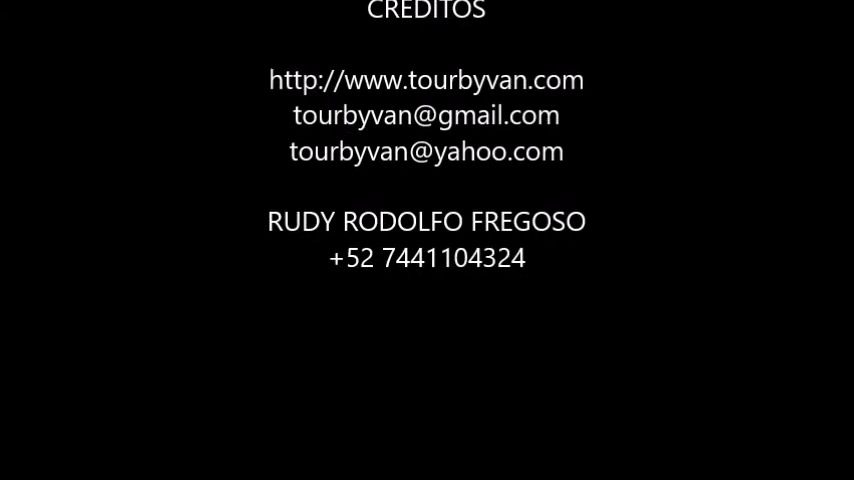 CREDITOS
http://www.tourbyvan.com
tourbyvan@gmail.com
tourbyvan@yahoo.com
RUDY RODOLFO FREGOSO
+52 7441104324